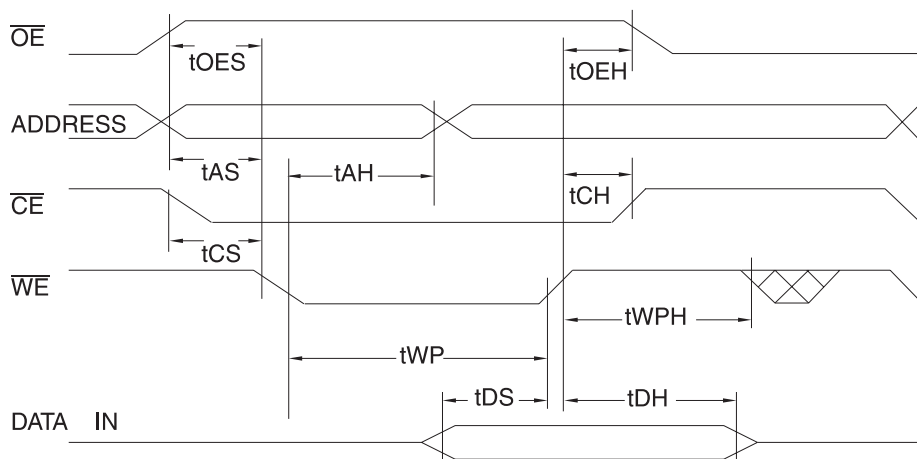 OE
tOES
tOEH
ADDRESS
tAS
tAH
tCH
CE
tCS
WE
tWPH
tWP
tDS
tDH
DATA IN